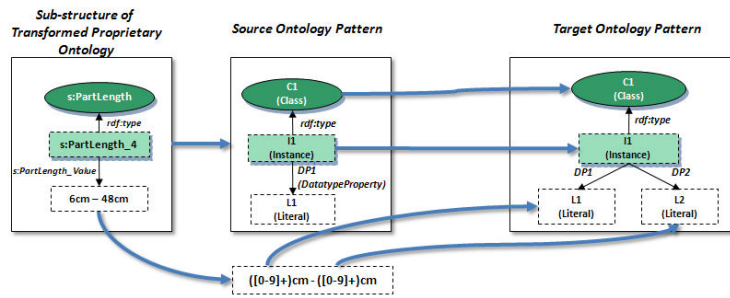 Sub-structure of
Transformed Proprietary
Ontology
s:PartLength
rdf:type
s:PartLength_4
s:PartLength_Value
6cm – 48cm
Source Ontology Pattern
C1
(Class)
rdf:type
I1
(Instance)
DP1
(DatatypeProperty)
L1
(Literal)
Target Ontology Pattern
C1
(Class)
rdf:type
I1
(Instance)
DP1
DP2
L1
(Literal)
L2
(Literal)
([0-9]+)cm - ([0-9]+)cm